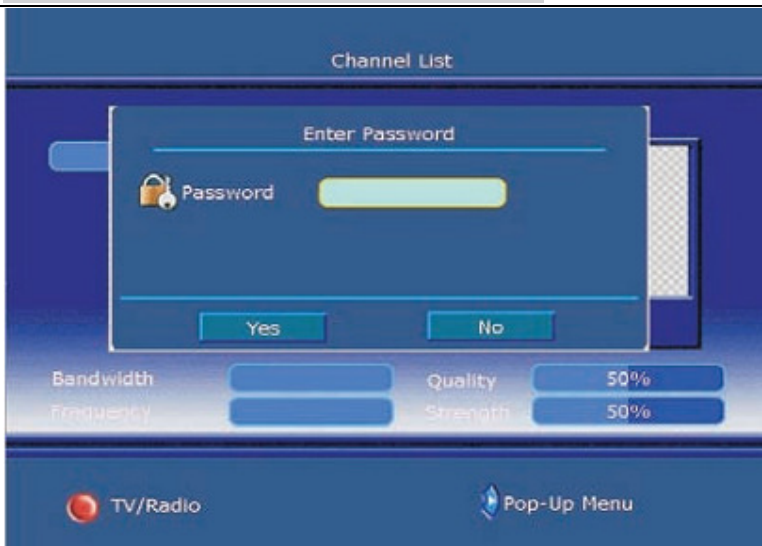 Channel List
Enter Password
Password
Yes No
Bandwidth Quality 50%
Frequency Strength 50%
TV/Radio Pop-Up Menu